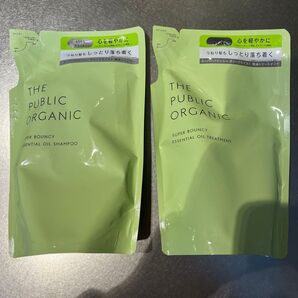 心を軽やかに
うねり髪も しっとり落ち着く
THE
PUBLIC
ORGANIC
SUPER BOUNCY
ESSENTIAL OIL SHAMPOO
心を軽やかに
うねり髪も しっとり落ち着く
THE
PUBLIC
ORGANIC
SUPER BOUNCY
ESSENTIAL OIL TREATMENT